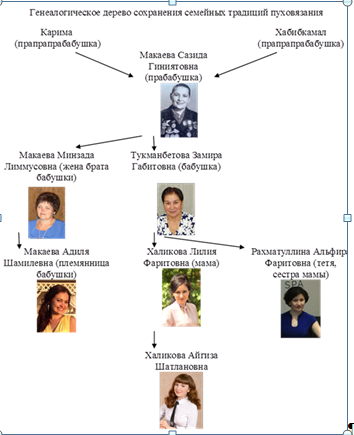 Генеалогическое дерево сохранения семейных традиций пуховязания
Карима
(прапрапрабабушка)
Хабибкамал
(прапрапрабабушка)
Макаева Сазида
Гиниятовна
(прабабушка)
Макаева Минзада
Лиммусовна (жена брата
бабушки)
Тукманбетова Замира
Габитовна (бабушка)
Макаева Адиля
Шамилевна (племянница
бабушки)
Халикова Лилия
Фаритовна (мама)
Рахматуллина Альфир
Фаритовна (тетя,
сестра мамы)
SPA
Халикова Айгиза
Шатлановна